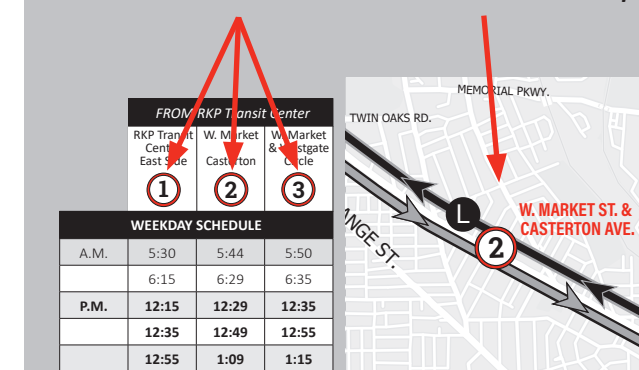 FROM RKP Transit Center
RKP Transit W. Market W. Market
Center & Westgate
East Side Casterton Circle
1 2 3
WEEKDAY SCHEDULE
A.M. 5:30 5:44 5:50
6:15 6:29 6:35
P.M. 12:15 12:29 12:35
12:35 12:49 12:55
12:55 1:09 1:15
MEMORIAL PKWY.
TWIN OAKS RD.
L
W. MARKET ST. &
CASTERTON AVE.
2
ANGE ST.